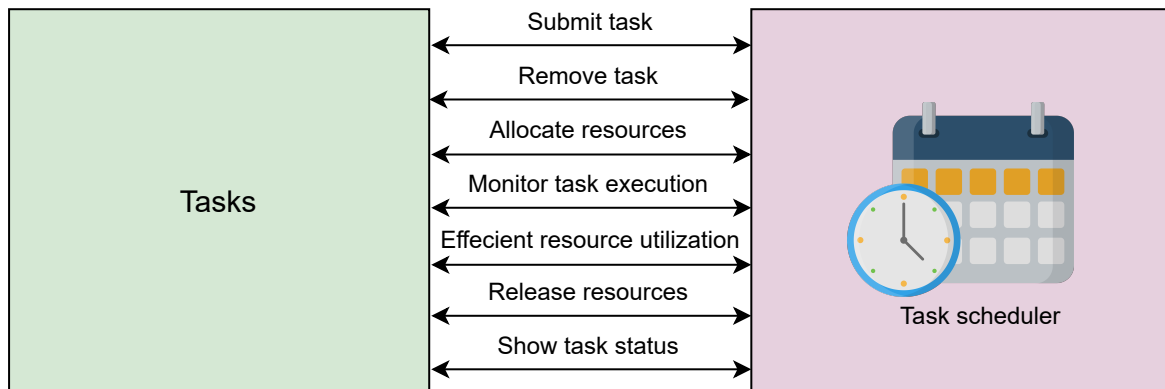 Submit task
Remove task
Allocate resources
Monitor task execution
Tasks
Effecient resource utilization
Release resources
Task scheduler
Show task status